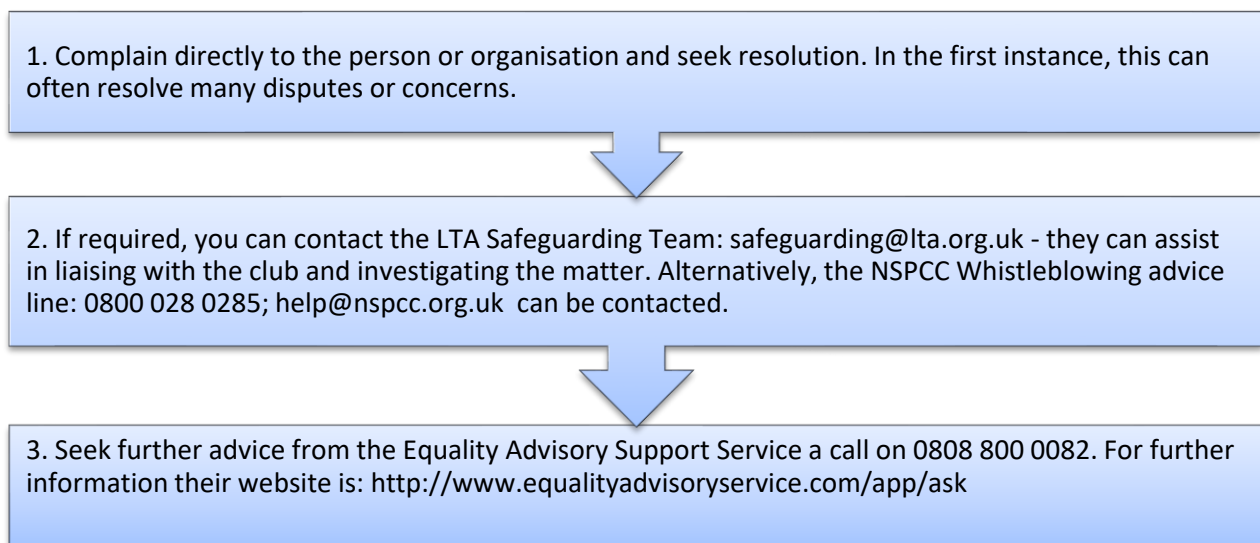 1. Complain directly to the person or organisation and seek resolution. In the first instance, this can
often resolve many disputes or concerns.
2. If required, you can contact the LTA Safeguarding Team: safeguarding@lta.org.uk - they can assist
in liaising with the club and investigating the matter. Alternatively, the NSPCC Whistleblowing advice
line: 0800 028 0285; help@nspcc.org.uk can be contacted.
3. Seek further advice from the Equality Advisory Support Service a call on 0808 800 0082. For further
information their website is: http://www.equalityadvisoryservice.com/app/ask